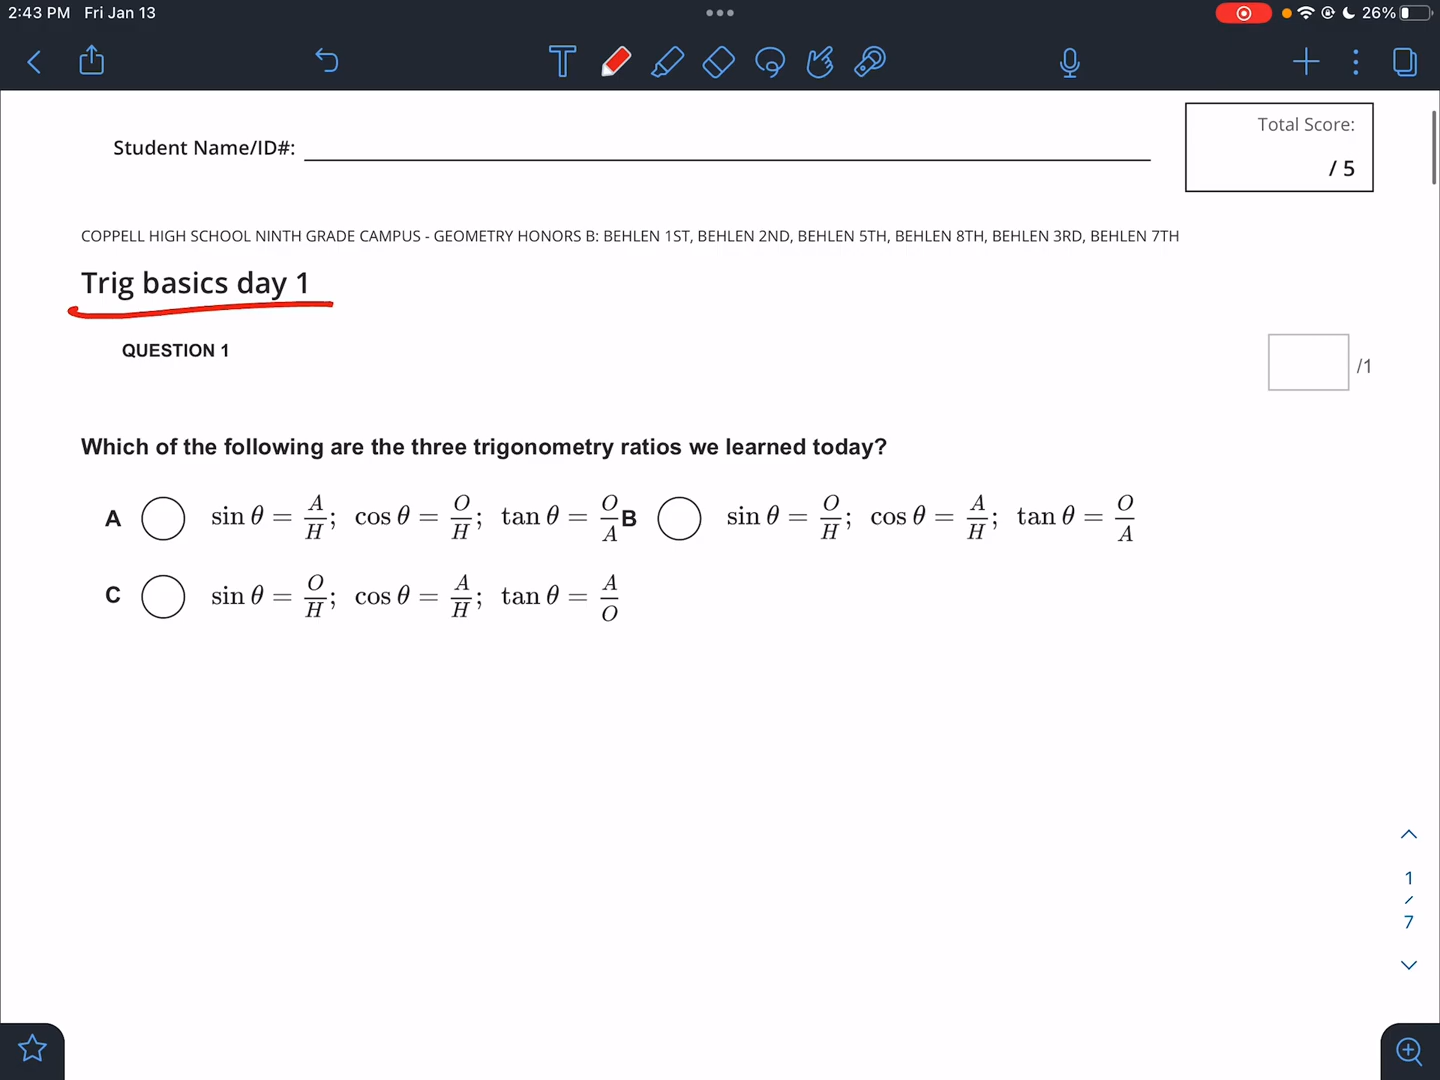 2:43 PM Fri Jan 13
26%
Student Name/ID#:
Total Score:
/ 5
COPPELL HIGH SCHOOL NINTH GRADE CAMPUS - GEOMETRY HONORS B: BEHLEN 1ST, BEHLEN 2ND, BEHLEN 5TH, BEHLEN 8TH, BEHLEN 3RD, BEHLEN 7TH
Trig basics day 1
QUESTION 1
/1
Which of the following are the three trigonometry ratios we learned today?
A sin θ = A/H; cos θ = O/H; tan θ = O/A
B sin θ = O/H; cos θ = A/H; tan θ = O/A
C sin θ = O/H; cos θ = A/H; tan θ = A/O
1
/
7